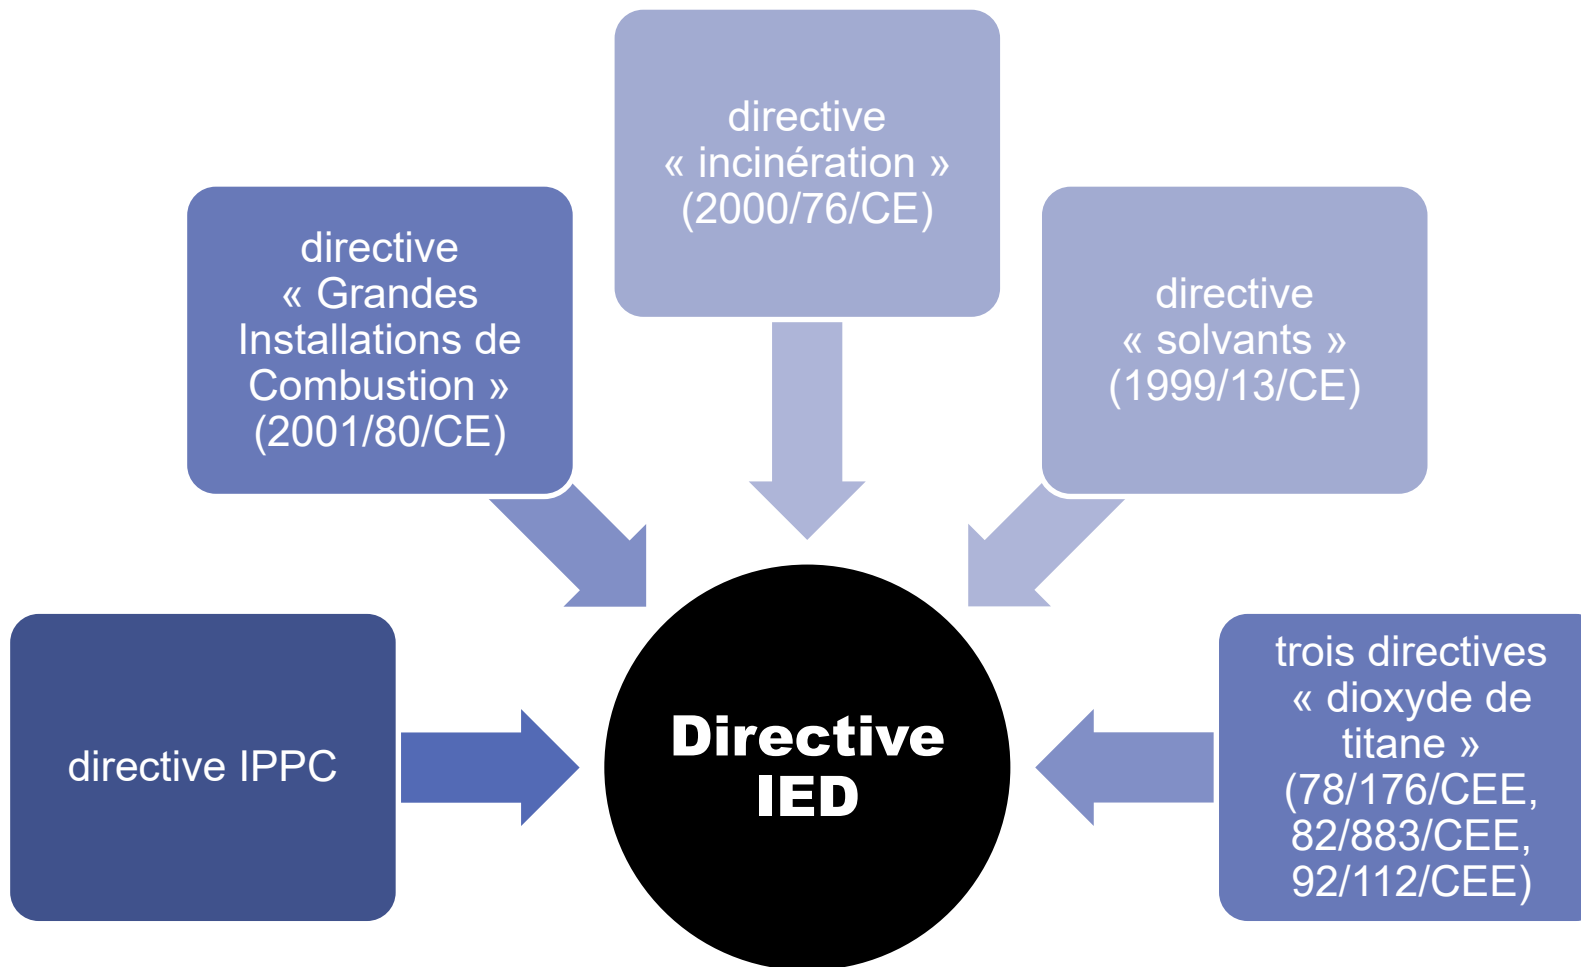 directive
« incinération »
(2000/76/CE)
directive
« Grandes
Installations de
Combustion »
(2001/80/CE)
directive
« solvants »
(1999/13/CE)
directive IPPC
Directive
IED
trois directives
« dioxyde de
titane »
(78/176/CEE,
82/883/CEE,
92/112/CEE)